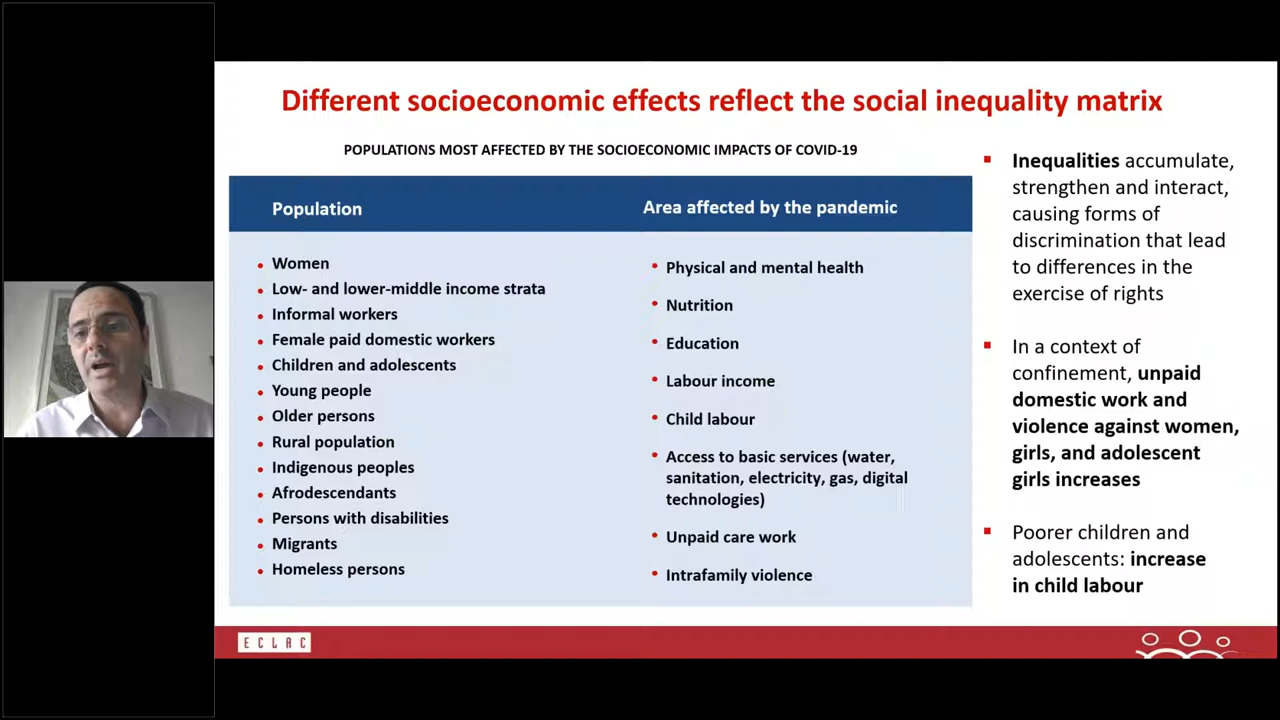 Different socioeconomic effects reflect the social inequality matrix
POPULATIONS MOST AFFECTED BY THE SOCIOECONOMIC IMPACTS OF COVID-19
Population
Women
Low- and lower-middle income strata
Informal workers
Female paid domestic workers
Children and adolescents
Young people
Older persons
Rural population
Indigenous peoples
Afrodescendants
Persons with disabilities
Migrants
Homeless persons
Area affected by the pandemic
Physical and mental health
Nutrition
Education
Labour income
Child labour
Access to basic services (water,
sanitation, electricity, gas, digital
technologies)
Unpaid care work
Intrafamily violence
Inequalities accumulate,
strengthen and interact,
causing forms of
discrimination that lead
to differences in the
exercise of rights
In a context of
confinement, unpaid
domestic work and
violence against women,
girls, and adolescent
girls increases
Poorer children and
adolescents: increase
in child labour
ECLAC